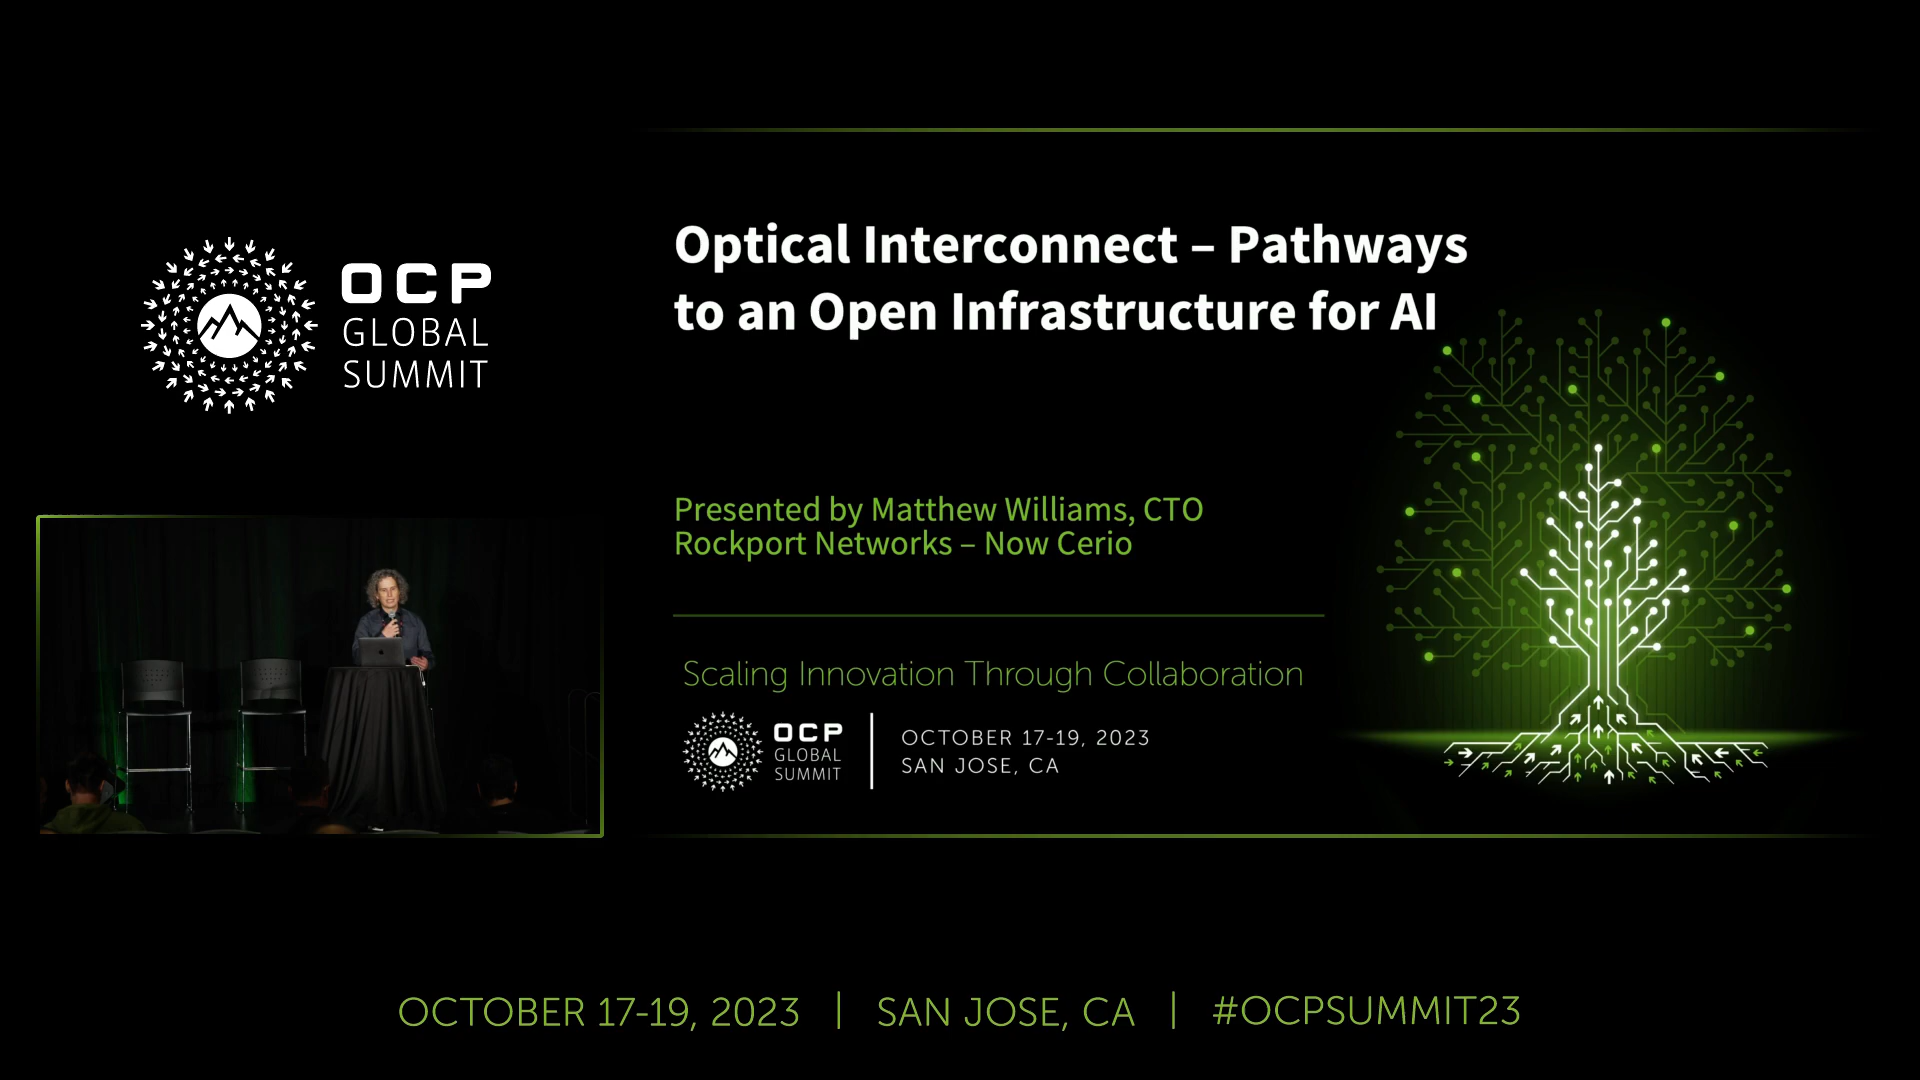 OCP
GLOBAL
SUMMIT
Optical Interconnect – Pathways
to an Open Infrastructure for AI
Presented by Matthew Williams, CTO
Rockport Networks – Now Cerio
Scaling Innovation Through Collaboration
OCP
GLOBAL
SUMMIT
OCTOBER 17-19, 2023
SAN JOSE, CA
OCTOBER 17-19, 2023 | SAN JOSE, CA | #OCPSUMMIT23